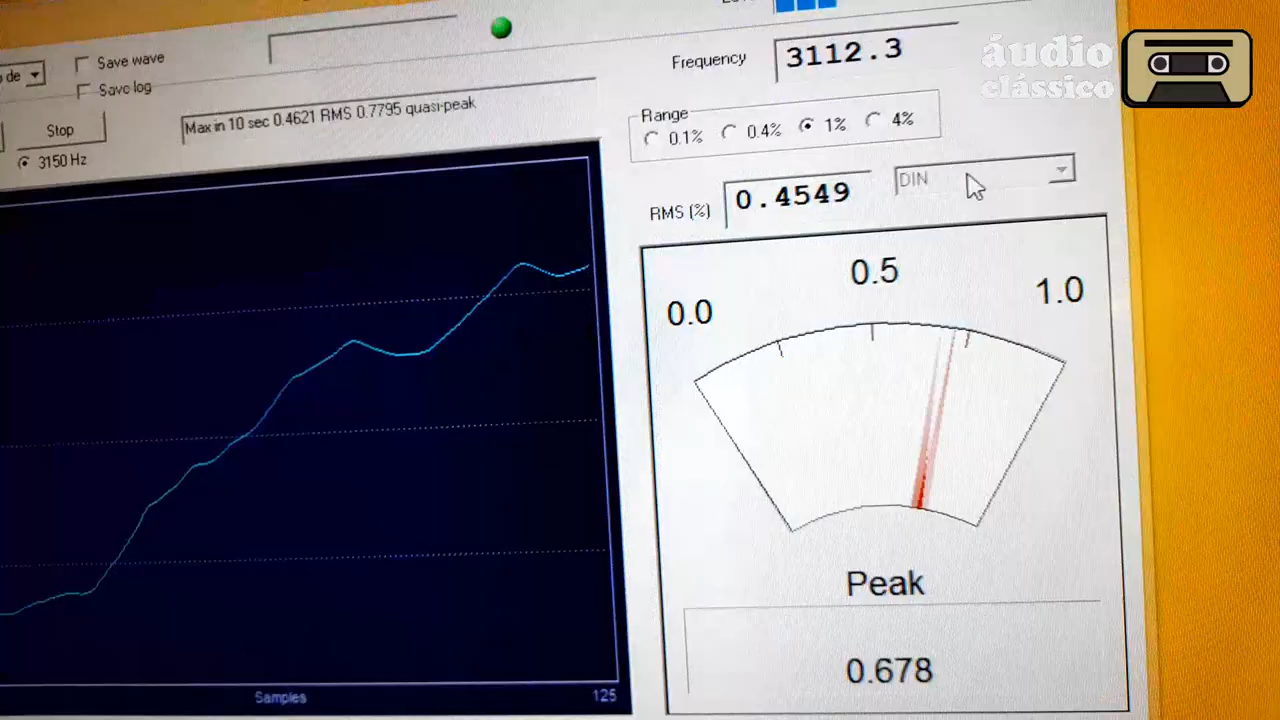 Frequency 3112.3
áudio
clássico
de
Save wave
Save log
Stop
Max in 10 sec 0.4621 RMS 0.7795 quasi-peak
3150 Hz
Range
0.1% 0.4% 1% 4%
RMS (%) 0.4549 DIN
0.0 0.5 1.0
Peak
0.678
Samples 125